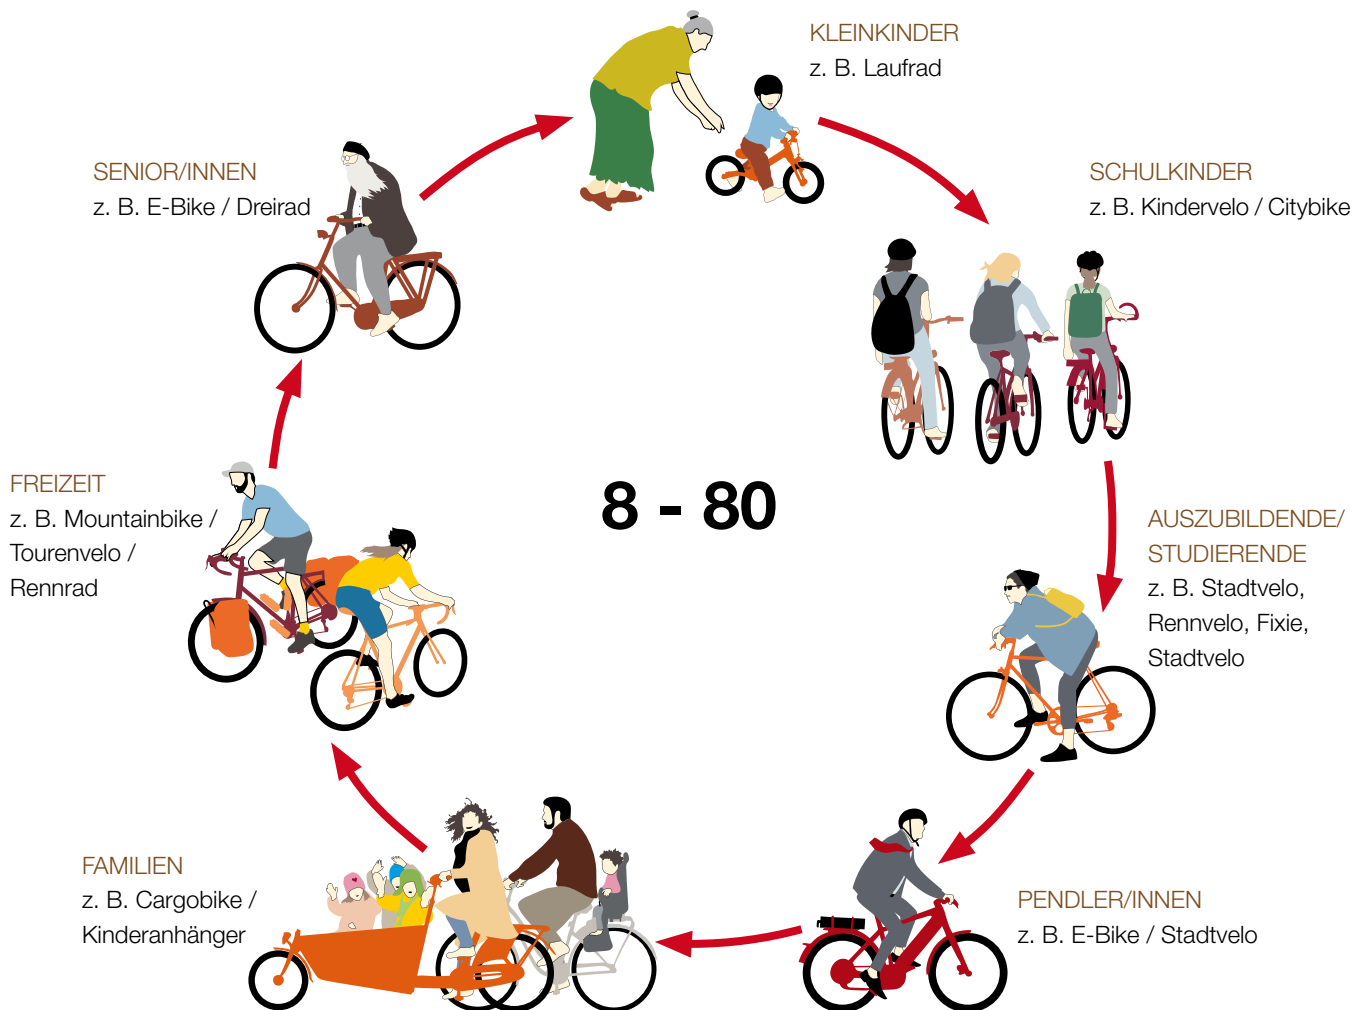 KLEINKINDER
z. B. Laufrad
SCHULKINDER
z. B. Kindervelo / Citybike
AUSZUBILDENDE/
STUDIERENDE
z. B. Stadtvelo,
Rennvelo, Fixie,
Stadtvelo
PENDLER/INNEN
z. B. E-Bike / Stadtvelo
FAMILIEN
z. B. Cargobike /
Kinderanhänger
FREIZEIT
z. B. Mountainbike /
Tourenvelo /
Rennrad
SENIOR/INNEN
z. B. E-Bike / Dreirad
8 - 80